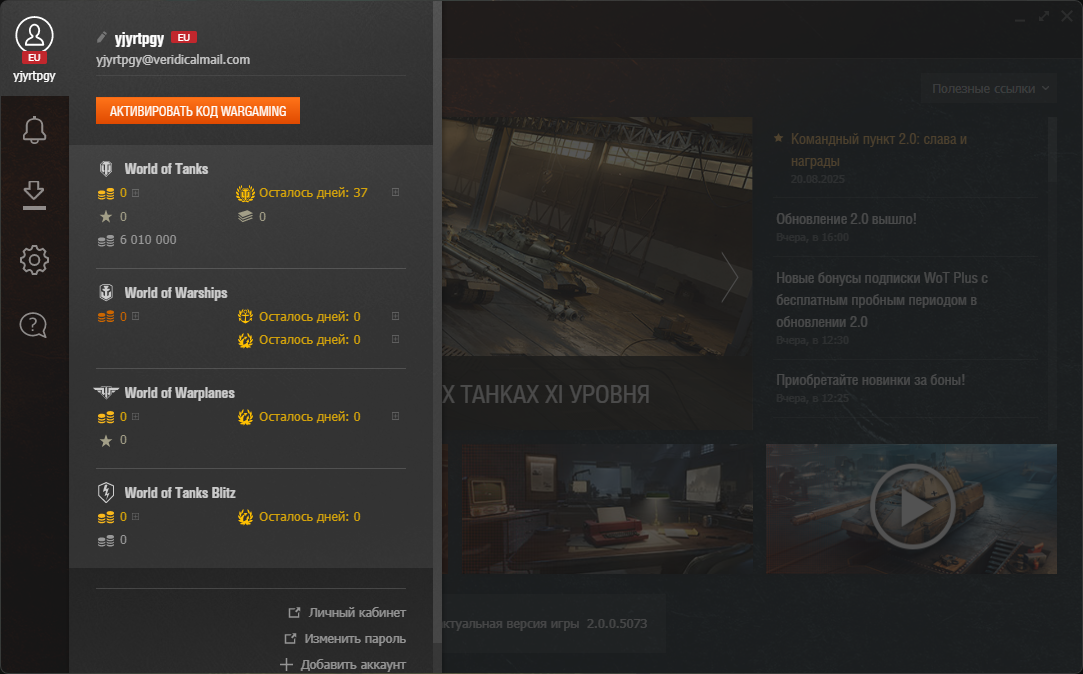 EU
yjyrtpgy
yjyrtpgy EU
yjyrtpgy@veridicalmail.com
АКТИВИРОВАТЬ КОД WARGAMING
World of Tanks
0
Осталось дней: 37
0
0
6 010 000
World of Warships
0
Осталось дней: 0
Осталось дней: 0
World of Warplanes
0
Осталось дней: 0
0
World of Tanks Blitz
0
Осталось дней: 0
0
Личный кабинет
Изменить пароль
Добавить аккаунт
Полезные ссылки
Командный пункт 2.0: слава и
награды
20.08.2025
Обновление 2.0 вышло!
Вчера, в 16:00
Новые бонусы подписки WoT Plus с
бесплатным пробным периодом в
обновлении 2.0
Вчера, в 12:30
Приобретайте новинки за боны!
Вчера, в 12:25
Х ТАНКАХ XI УРОВНЯ
ктуальная версия игры 2.0.0.5073